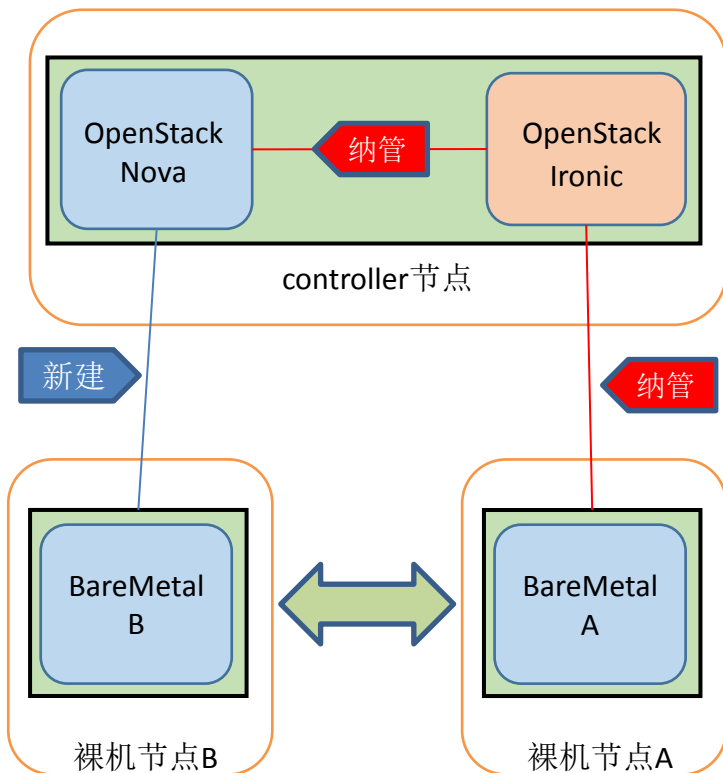 OpenStack
Nova
纳管
OpenStack
Ironic
controller节点
新建
纳管
BareMetal
B
BareMetal
A
裸机节点B
裸机节点A